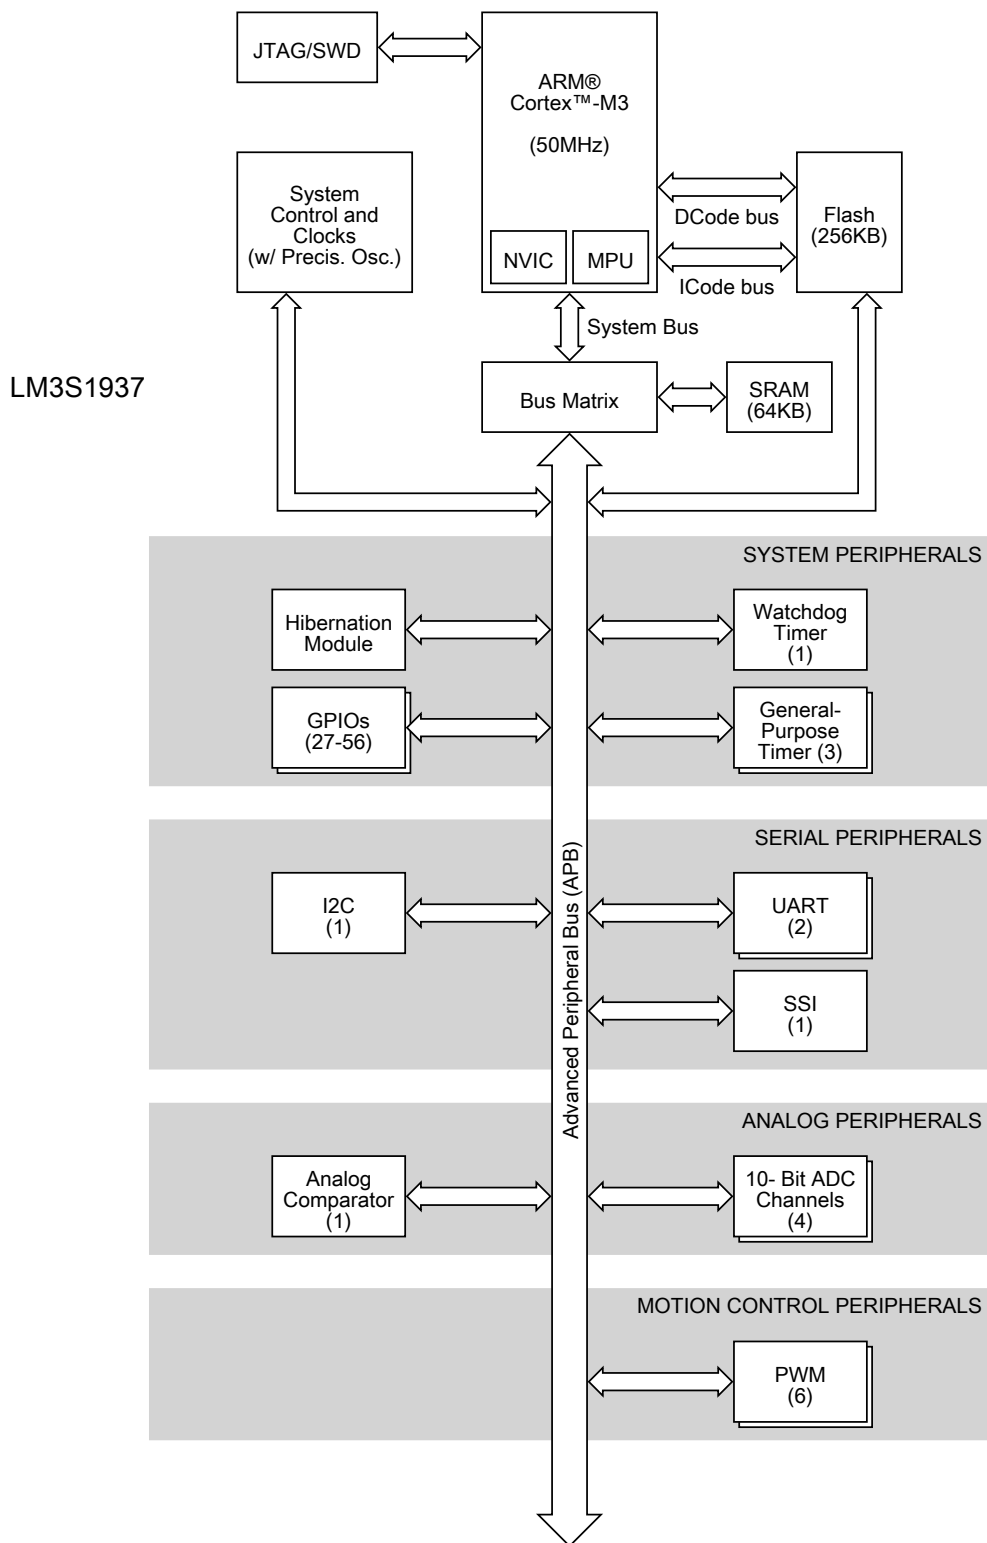 JTAG/SWD
ARM®
Cortex™-M3
(50MHz)
NVIC
MPU
System
Control and
Clocks
(w/ Precis. Osc.)
DCode bus
ICode bus
Flash
(256KB)
System Bus
LM3S1937
Bus Matrix
SRAM
(64KB)
SYSTEM PERIPHERALS
Hibernation
Module
Watchdog
Timer
(1)
GPIOs
(27-56)
General-
Purpose
Timer (3)
Advanced Peripheral Bus (APB)
SERIAL PERIPHERALS
I2C
(1)
UART
(2)
SSI
(1)
ANALOG PERIPHERALS
Analog
Comparator
(1)
10- Bit ADC
Channels
(4)
MOTION CONTROL PERIPHERALS
PWM
(6)